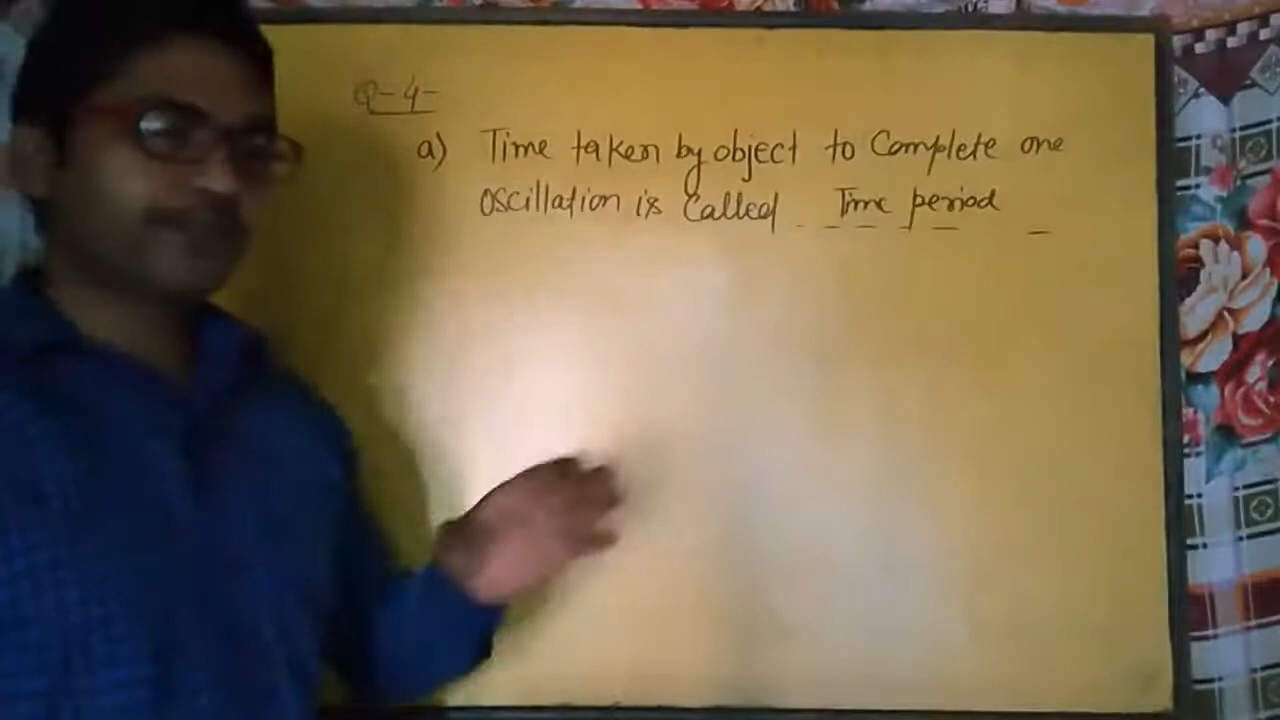 Q-4-
a) Time taken by object to Complete one
oscillation is Called Time period